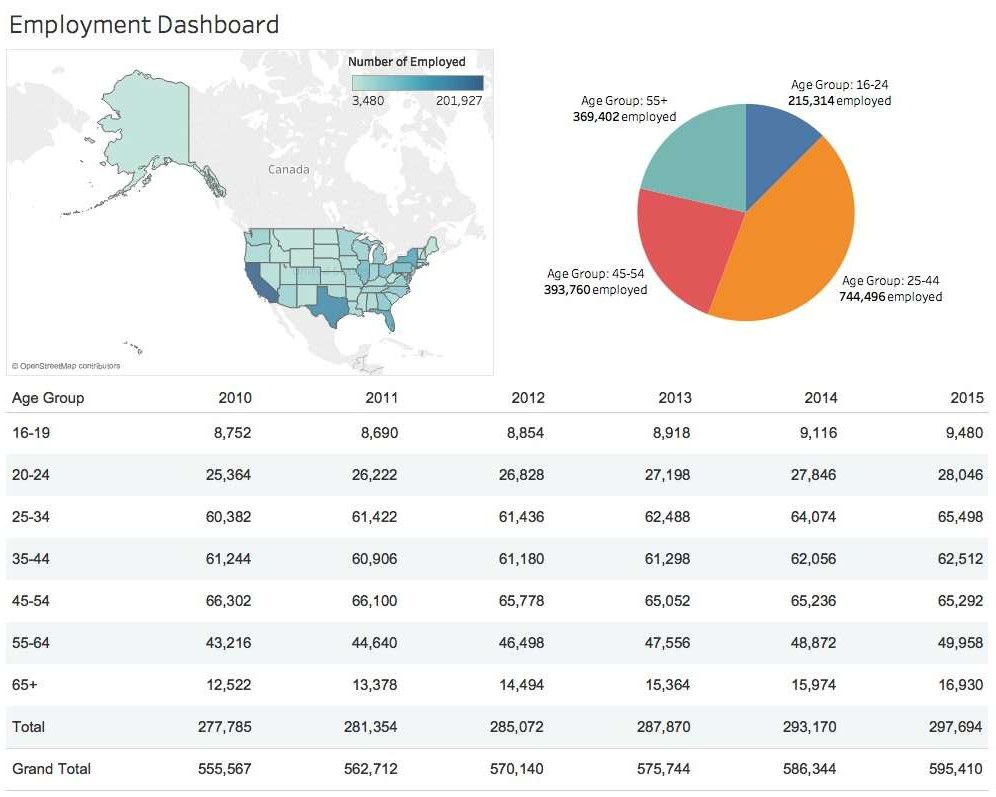 Employment Dashboard
Number of Employed
3,480 201,927
Canada
© OpenStreetMap contributors
Age Group: 55+
369,402 employed
Age Group: 16-24
215,314 employed
Age Group: 45-54
393,760 employed
Age Group: 25-44
744,496 employed
Age Group 2010 2011 2012 2013 2014 2015
16-19 8,752 8,690 8,854 8,918 9,116 9,480
20-24 25,364 26,222 26,828 27,198 27,846 28,046
25-34 60,382 61,422 61,436 62,488 64,074 65,498
35-44 61,244 60,906 61,180 61,298 62,056 62,512
45-54 66,302 66,100 65,778 65,052 65,236 65,292
55-64 43,216 44,640 46,498 47,556 48,872 49,958
65+ 12,522 13,378 14,494 15,364 15,974 16,930
Total 277,785 281,354 285,072 287,870 293,170 297,694
Grand Total 555,567 562,712 570,140 575,744 586,344 595,410